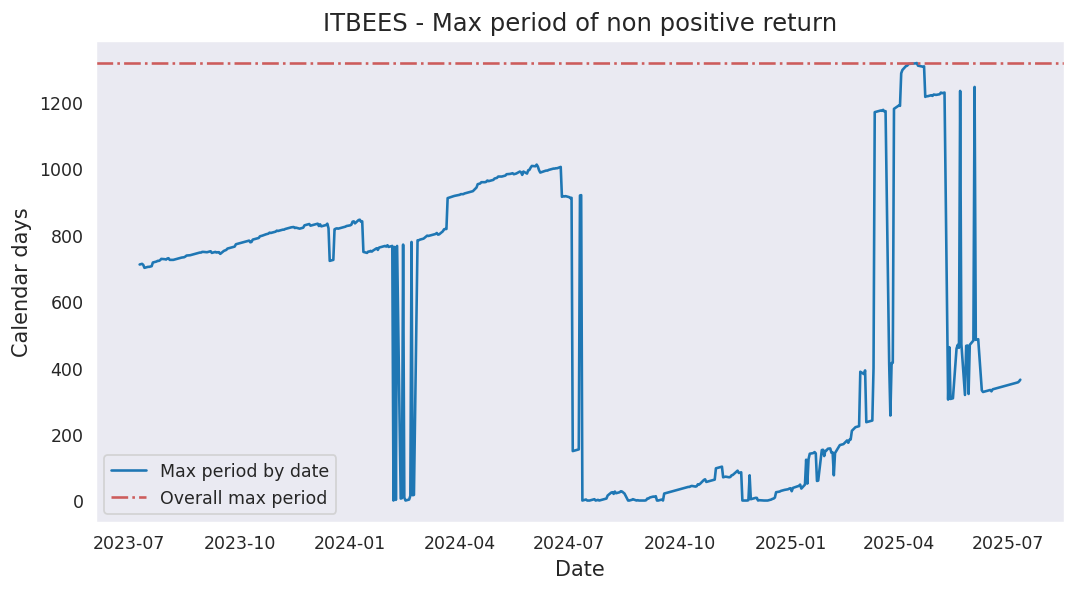 ITBEES - Max period of non positive return
Calendar days
1200
1000
800
600
400
200
0
Max period by date
Overall max period
2023-07 2023-10 2024-01 2024-04 2024-07 2024-10 2025-01 2025-04 2025-07
Date